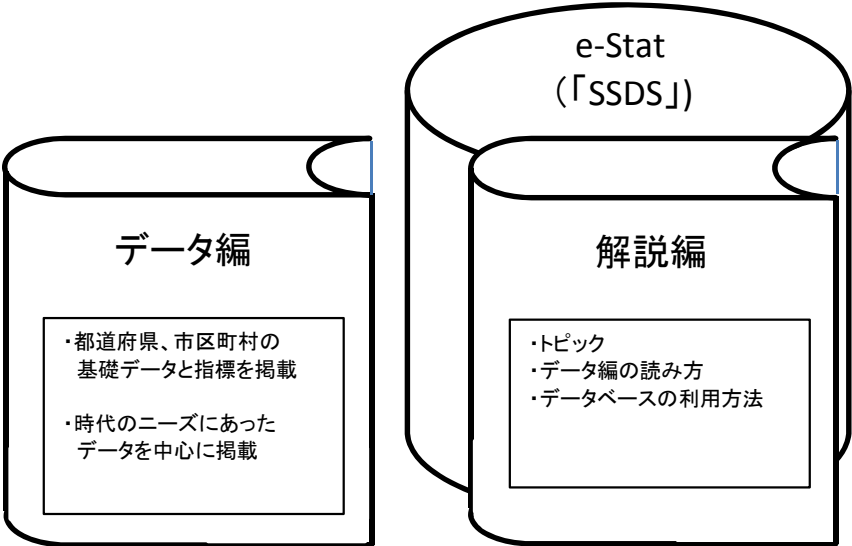 e-Stat
(「SSDS」)
データ編
・都道府県、市区町村の
基礎データと指標を掲載
・時代のニーズにあった
データを中心に掲載
解説編
・トピック
・データ編の読み方
・データベースの利用方法